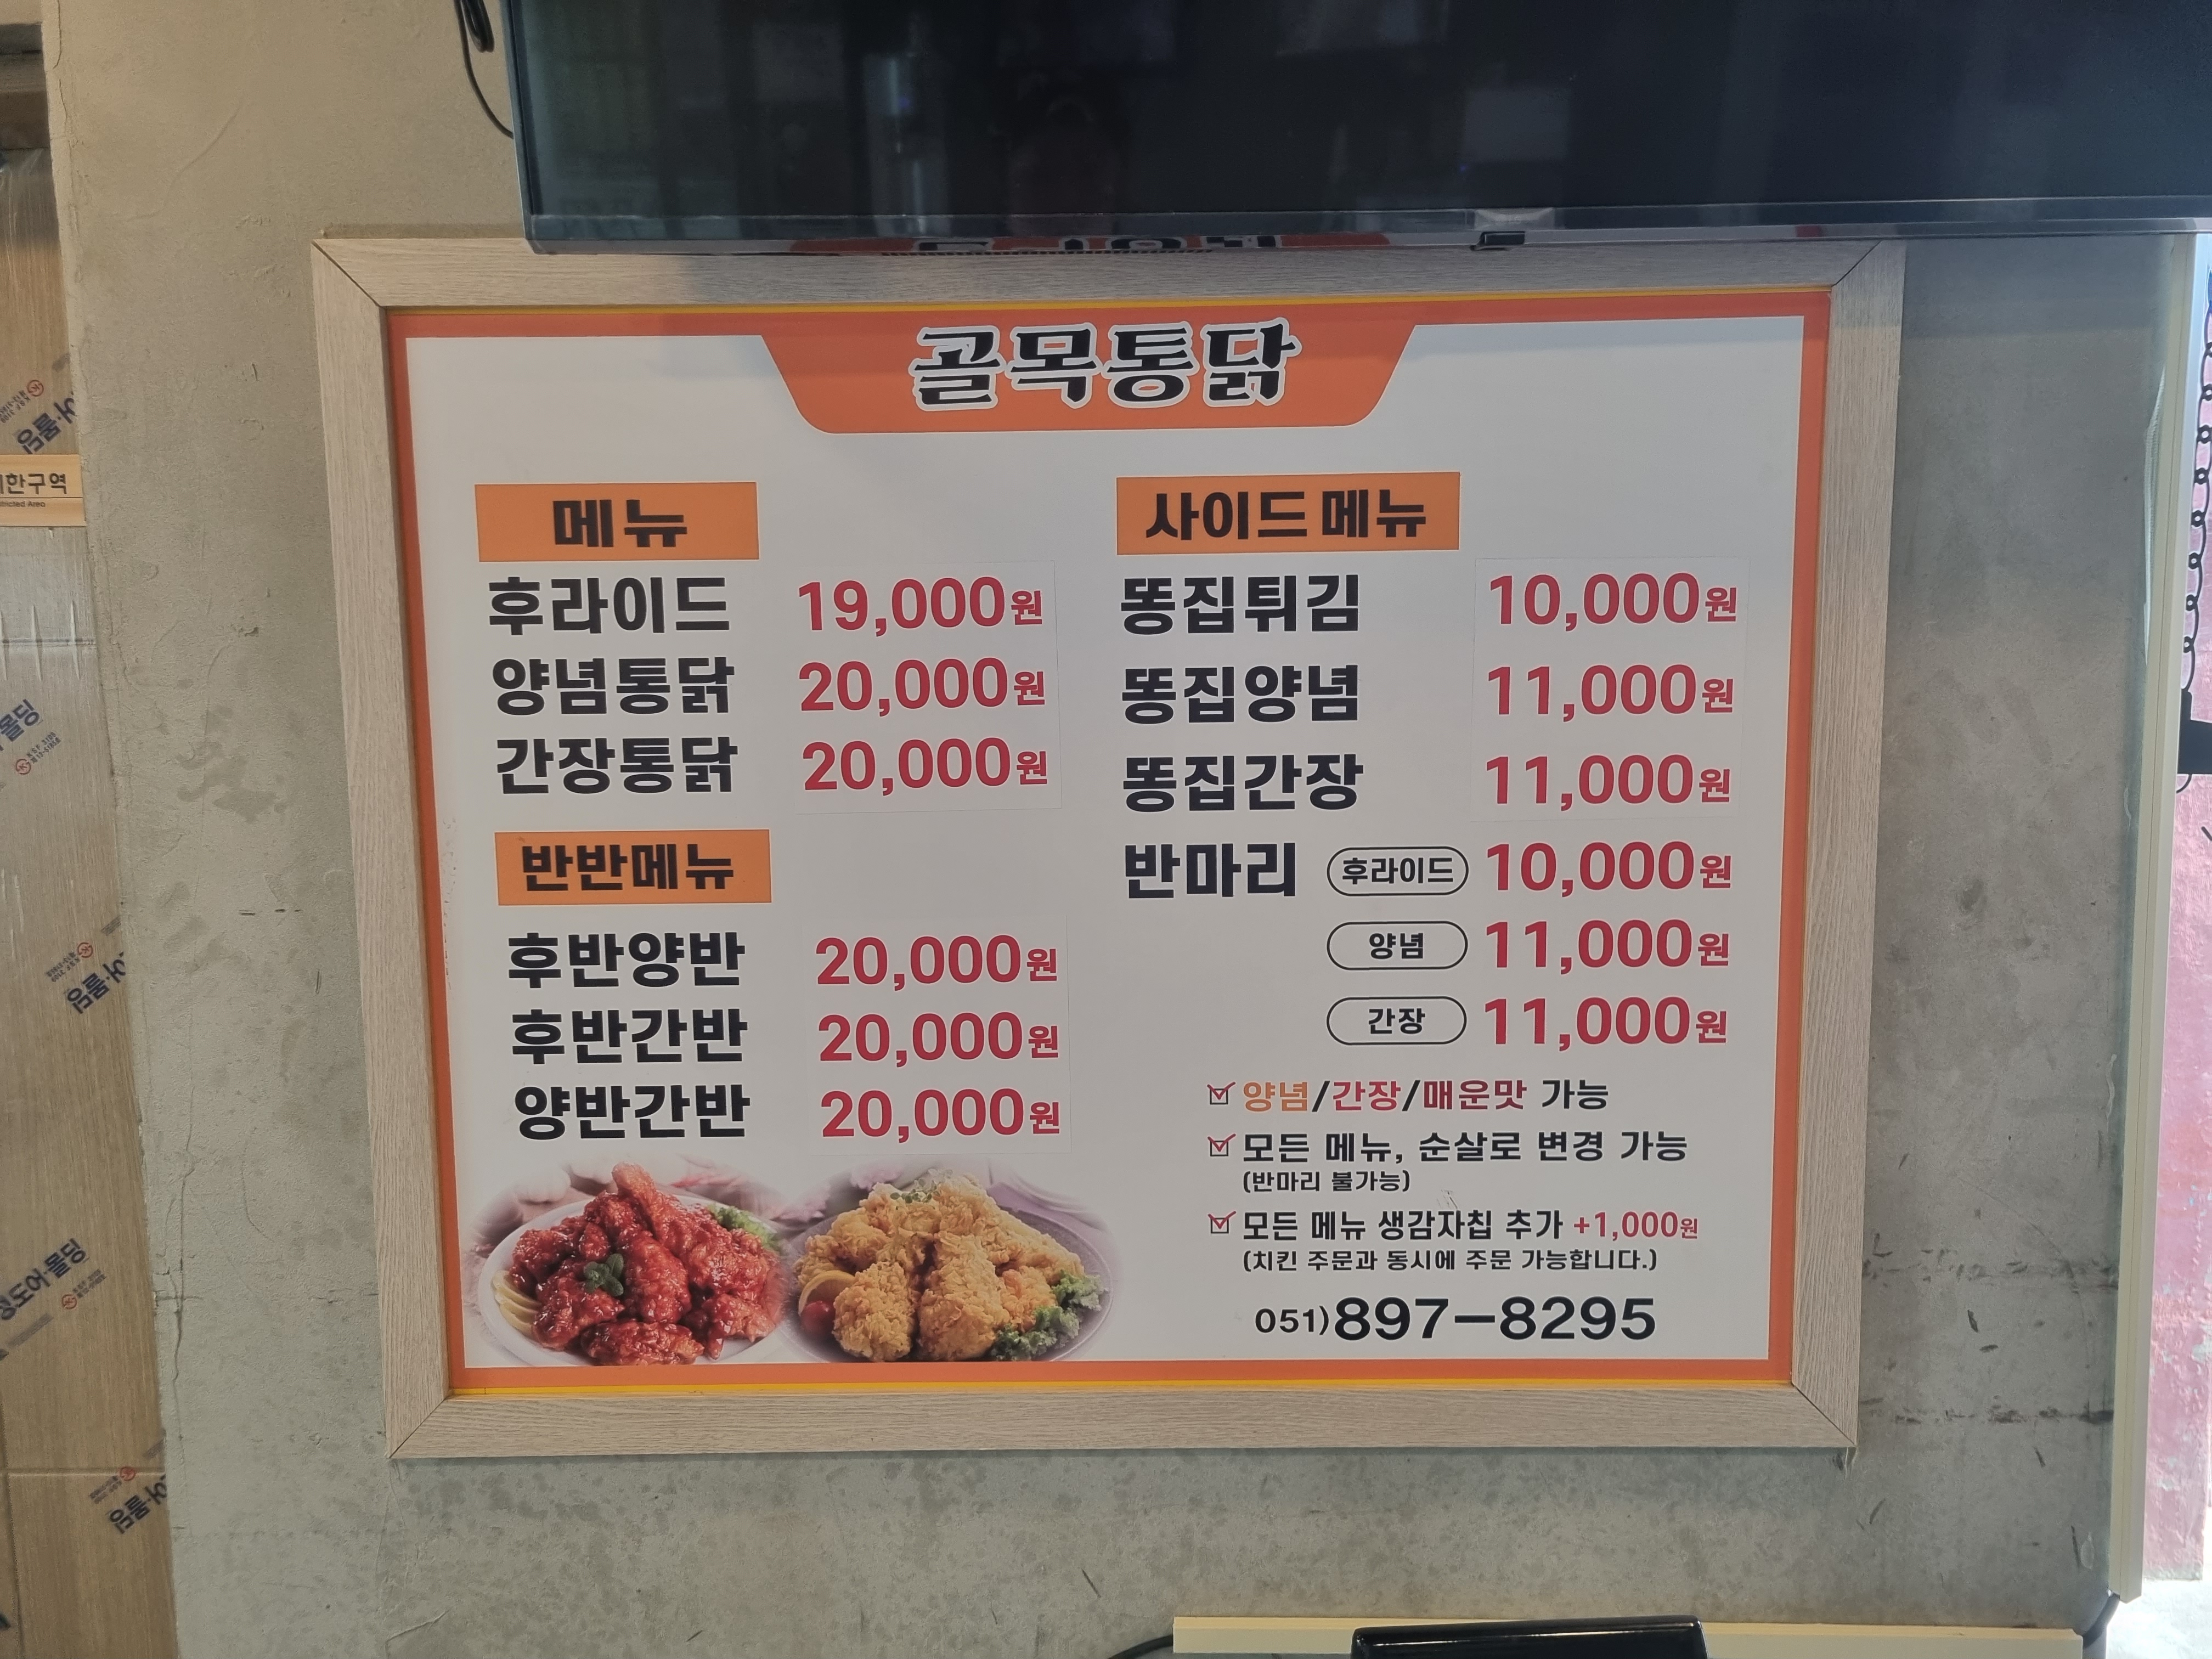 골목통닭
메뉴
후라이드 19,000원
양념통닭 20,000원
간장통닭 20,000원
반반메뉴
후반양반 20,000원
후반간반 20,000원
양반간반 20,000원
사이드메뉴
똥집튀김 10,000원
똥집양념 11,000원
똥집간장 11,000원
반마리 후라이드 10,000원
양념 11,000원
간장 11,000원
양념/간장/매운맛 가능
모든 메뉴, 순살로 변경 가능
(반마리 불가능)
모든 메뉴 생감자칩 추가 +1,000원
(치킨 주문과 동시에 주문 가능합니다.)
051)897-8295
한구역